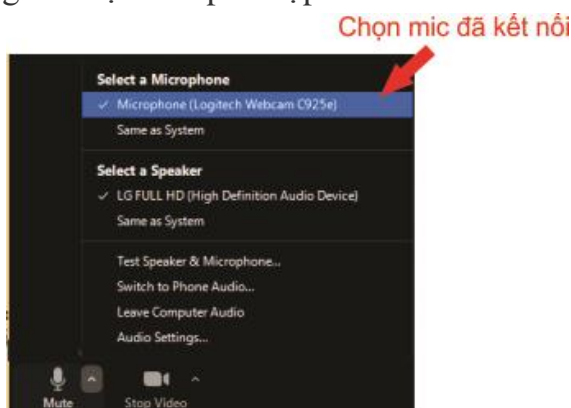 Chọn mic đã kết nối
Select a Microphone
✓ Microphone (Logitech Webcam C925e)
Same as System
Select a Speaker
✓ LG FULL HD (High Definition Audio Device)
Same as System
Test Speaker & Microphone...
Switch to Phone Audio...
Leave Computer Audio
Audio Settings...
Mute
Stop Video